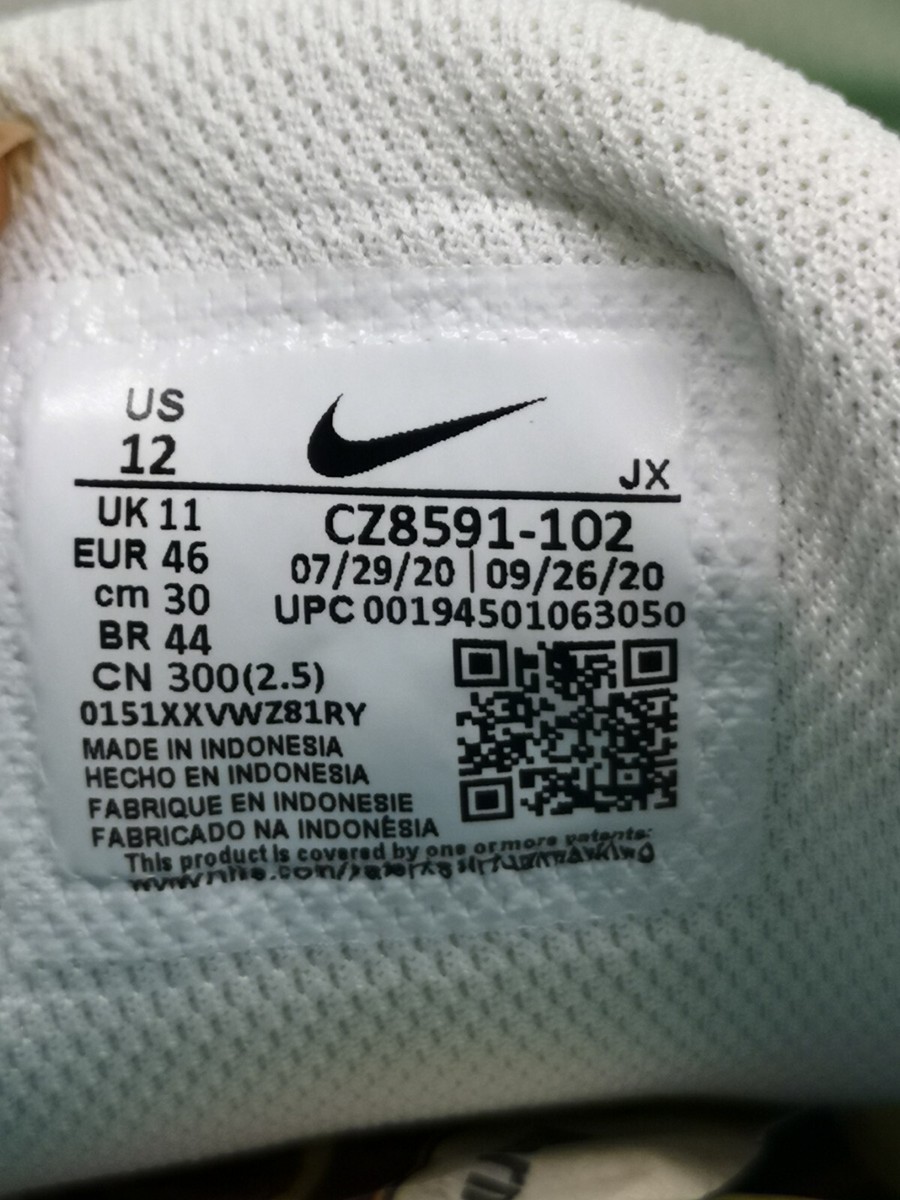 US
12
JX
UK 11
EUR 46
cm 30
BR 44
CN 300(2.5)
CZ8591-102
07/29/20 | 09/26/20
UPC 00194501063050
0151XXVWZ81RY
MADE IN INDONESIA
HECHO EN INDONESIA
FABRIQUE EN INDONESIE
FABRICADO NA INDONÉSIA
This product is covered by one or more patents: